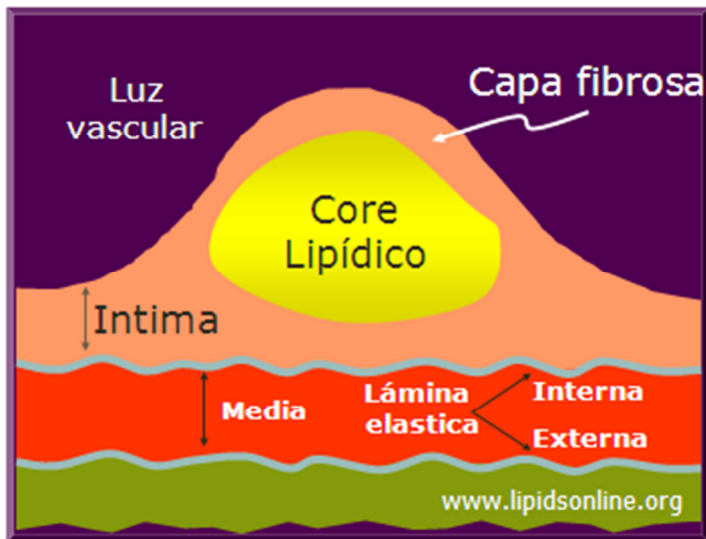 Luz
vascular
Capa fibrosa
Core
Lipídico
Intima
Media
Lámina
elastica
Interna
Externa
www.lipidsonline.org